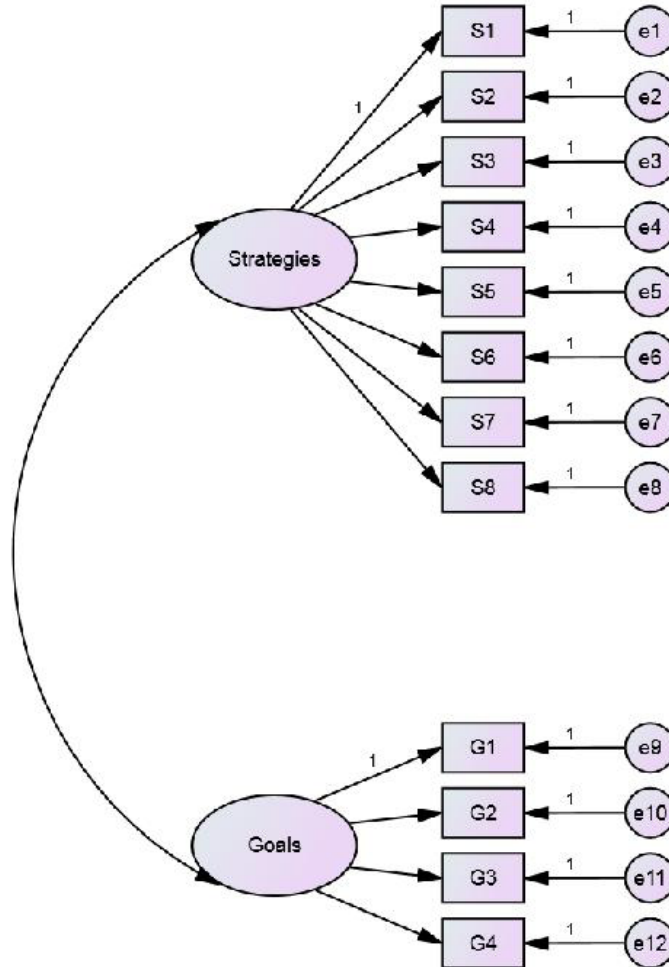 S1 1 e1
1
S2 1 e2
S3 1 e3
S4 1 e4
Strategies
S5 1 e5
S6 1 e6
S7 1 e7
S8 1 e8
G1 1 e9
1
G2 1 e10
Goals
G3 1 e11
G4 1 e12